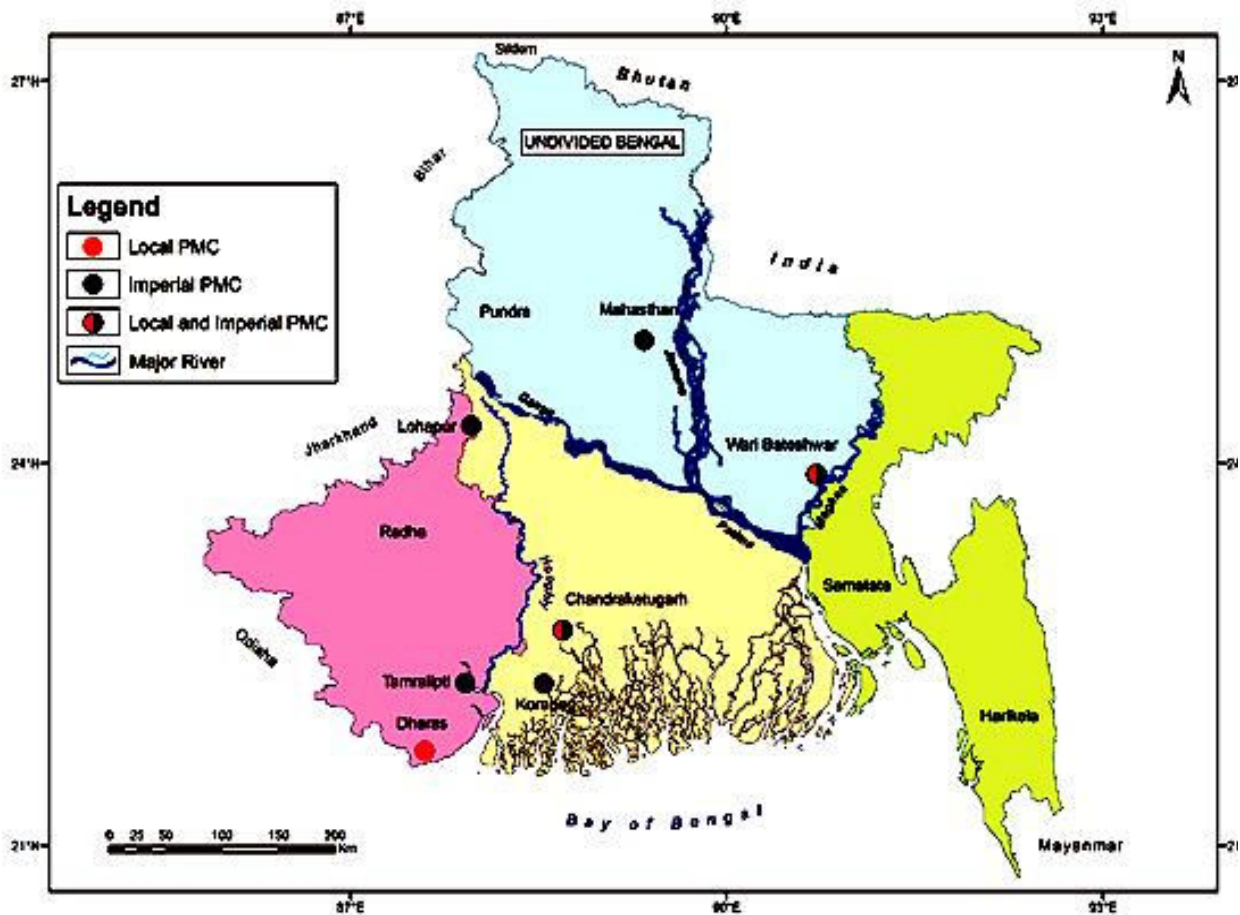 87°E 90°E 93°E
27°N
N
Sikkim
Bhutan
UNDIVIDED BENGAL
Bihar
Legend
Local PMC
Imperial PMC
Local and Imperial PMC
Major River
India
Pundra
Mahasthan
Jharkhand
Lohapur
Ganga
Wari Bateshwar
24°N
Radha
Padma
Meghna
Chandraketugarh
Samatata
Odisha
Tamralipti
Dharas
Harikela
Bay of Bengal
0 25 50 100 150 200
Km
21°N
Mayanmar
87°E 90°E 93°E